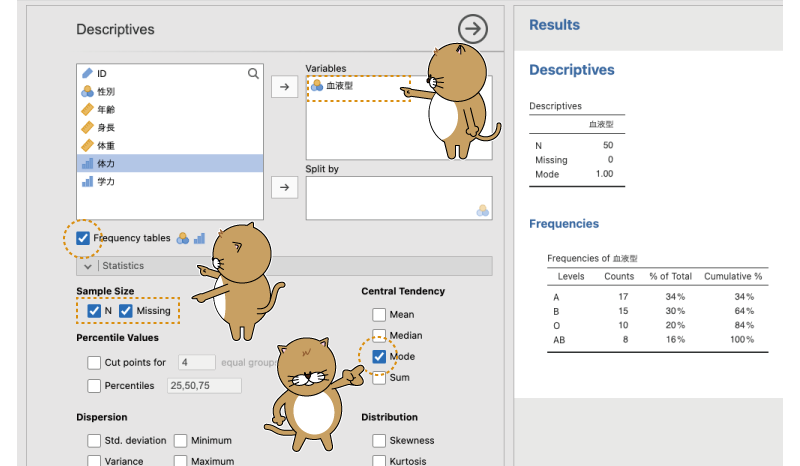 Descriptives
ID
性別
年齢
身長
体重
体力
学力
Variables
血液型
Split by
Frequency tables
Statistics
Sample Size
N Missing
Percentile Values
Cut points for 4 equal groups
Percentiles 25,50,75
Dispersion
Std. deviation Minimum
Variance Maximum
Central Tendency
Mean
Median
Mode
Sum
Distribution
Skewness
Kurtosis
Results
Descriptives
Descriptives
血液型
N 50
Missing 0
Mode 1.00
Frequencies
Frequencies of 血液型
Levels Counts % of Total Cumulative %
A 17 34% 34%
B 15 30% 64%
O 10 20% 84%
AB 8 16% 100%